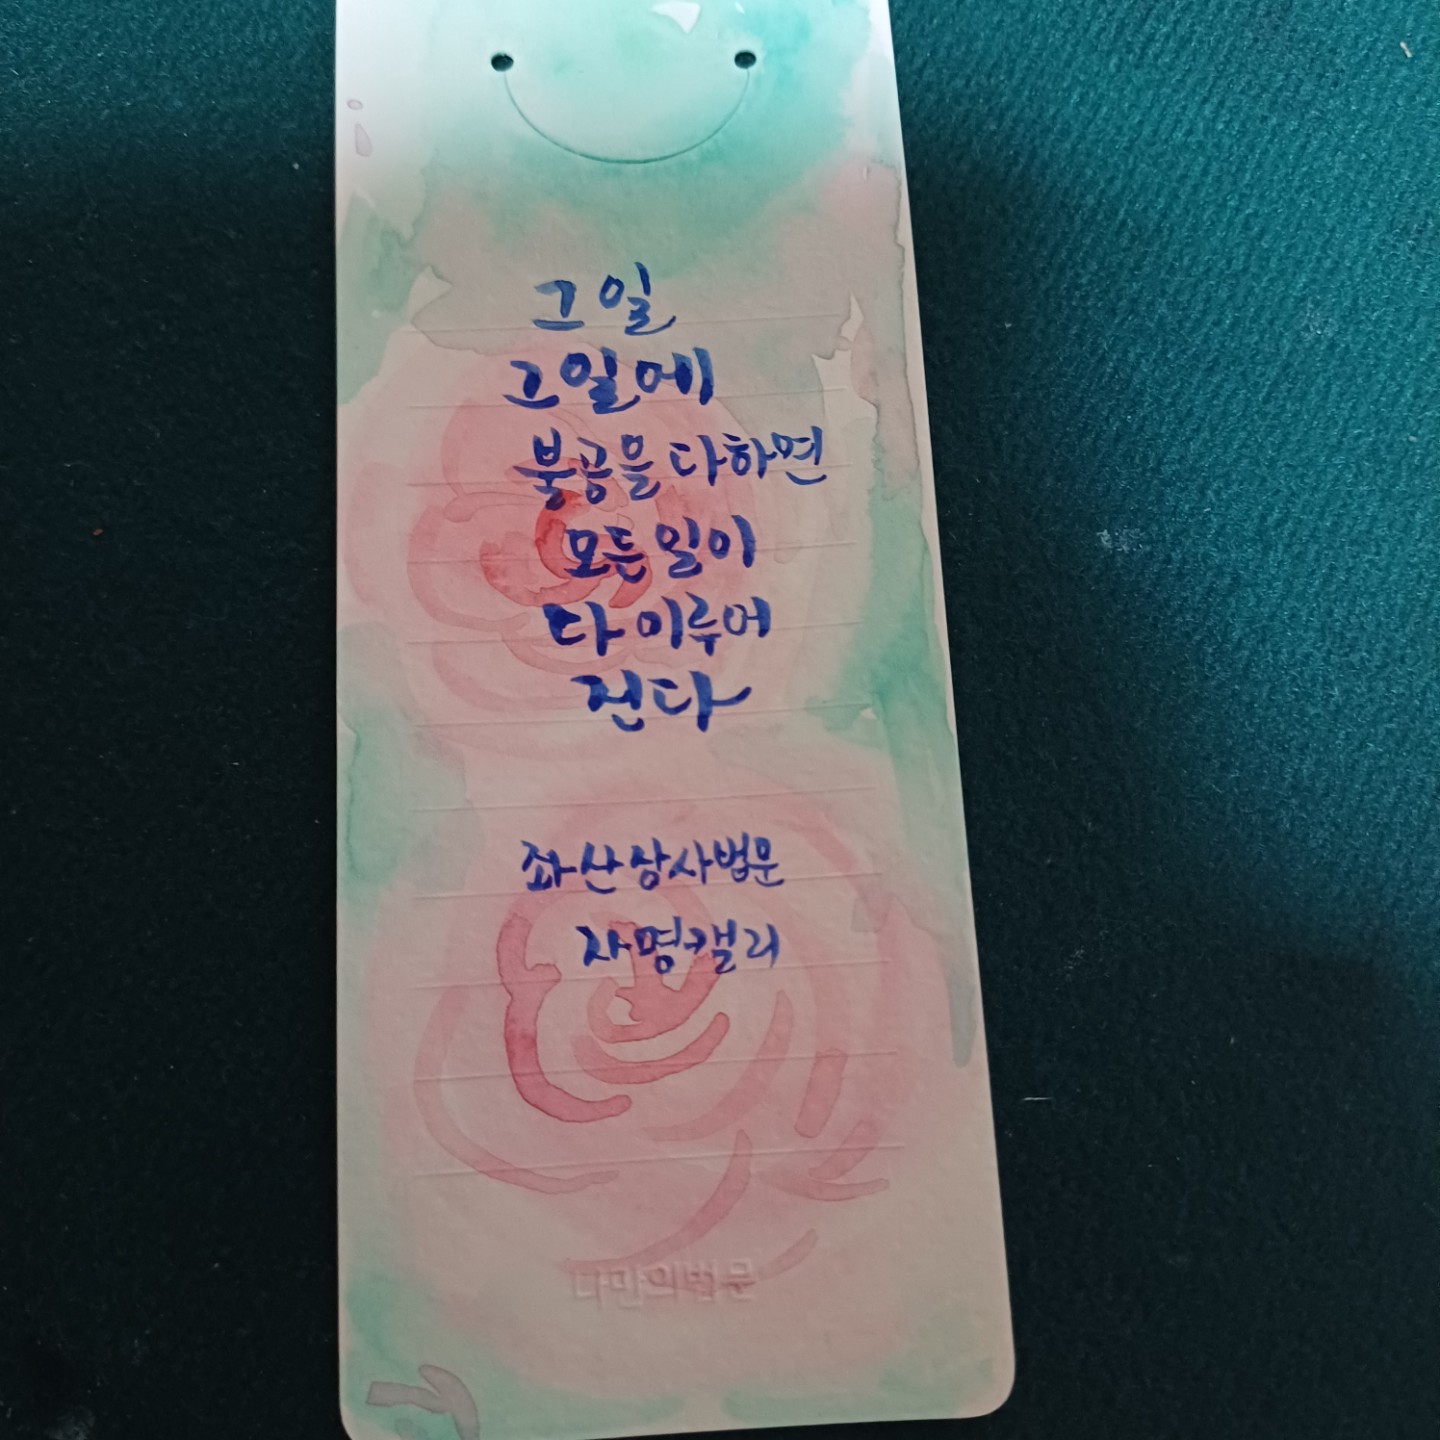 그 일
그 일에
불공을 다하면
모든 일이
다 이루어
진다
좌산상사법문
자명캘리
나만의법문